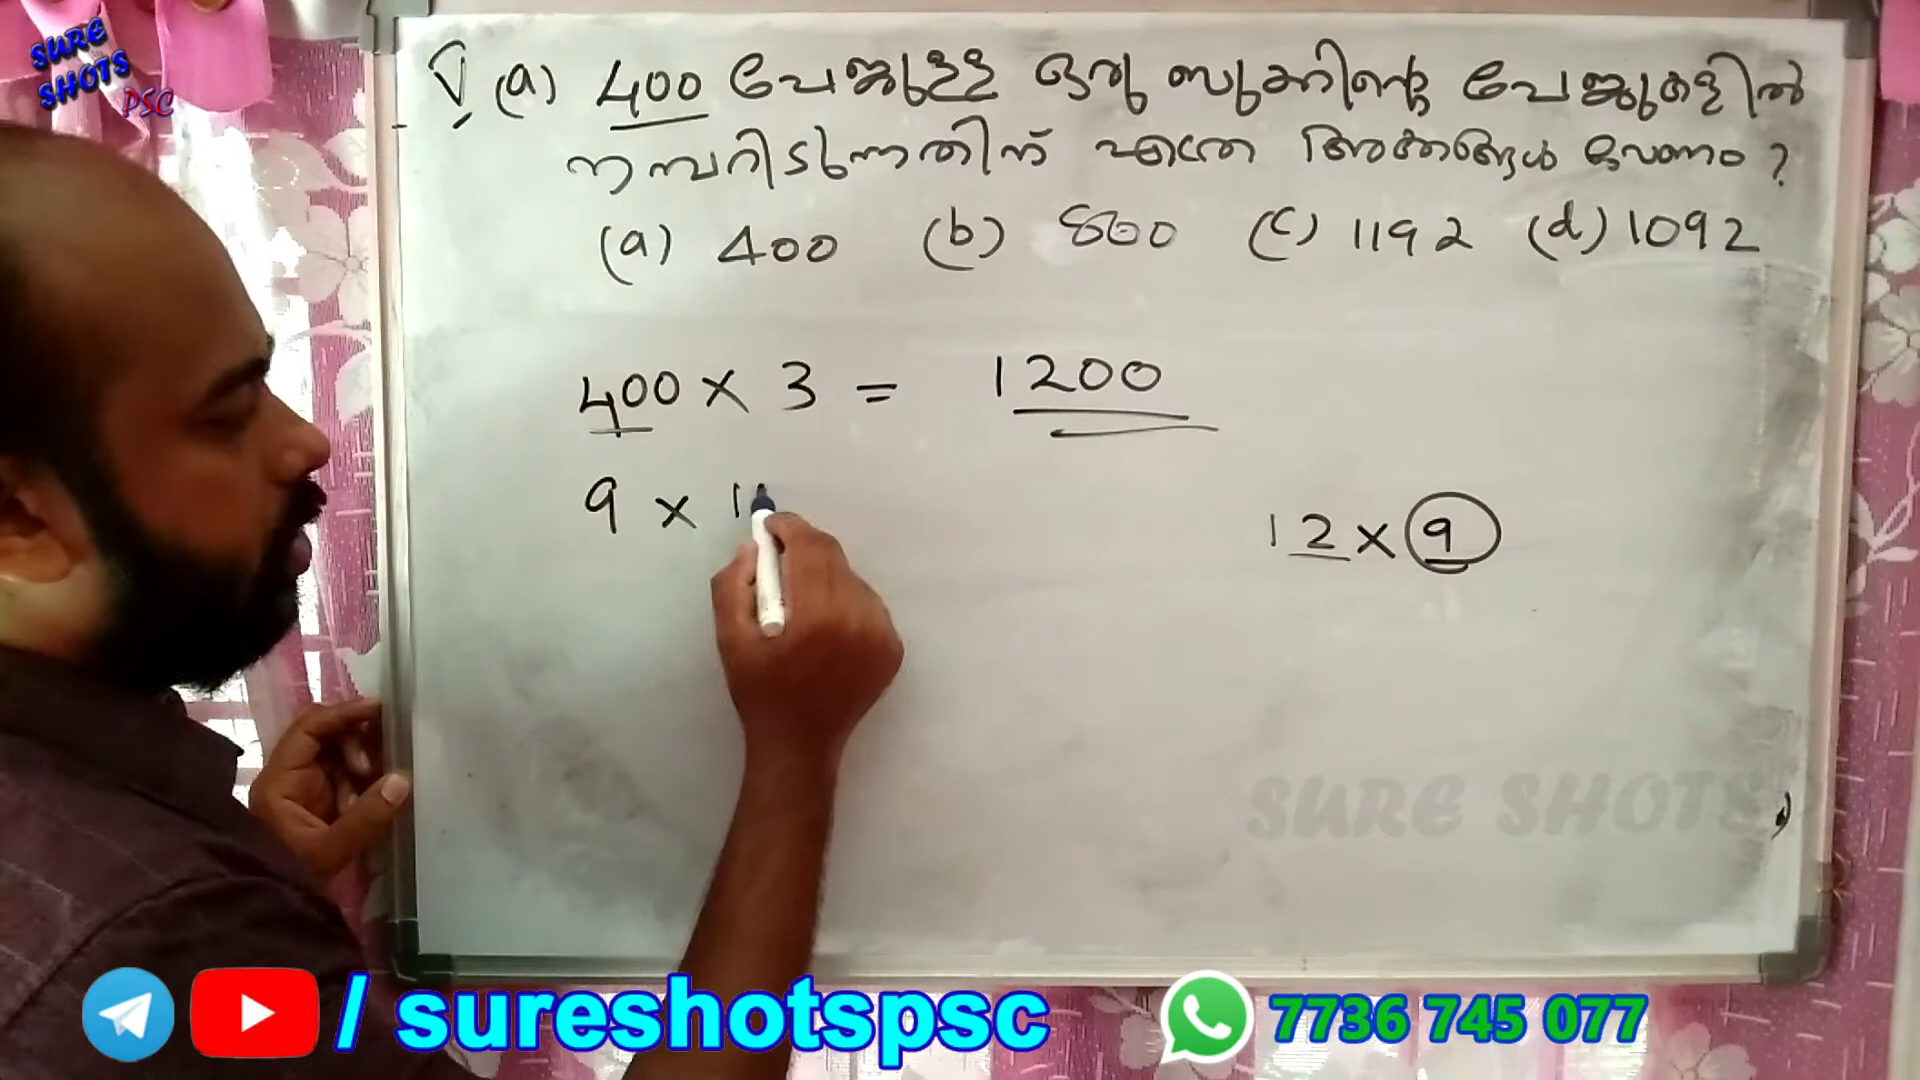 SURE
SHOTS
PSC
(a) 400 പേജുള്ള ഒരു ബുക്കിന്റെ പേജുകളിൽ
നമ്പറിടുന്നതിന് എത്ര അക്കങ്ങൾ വേണം?
(a) 400 (b) 800 (c) 1192 (d) 1092
400 × 3 = 1200
9 × 1
12 × 9
SURE SHOTS
/ sureshotspsc
7736 745 077